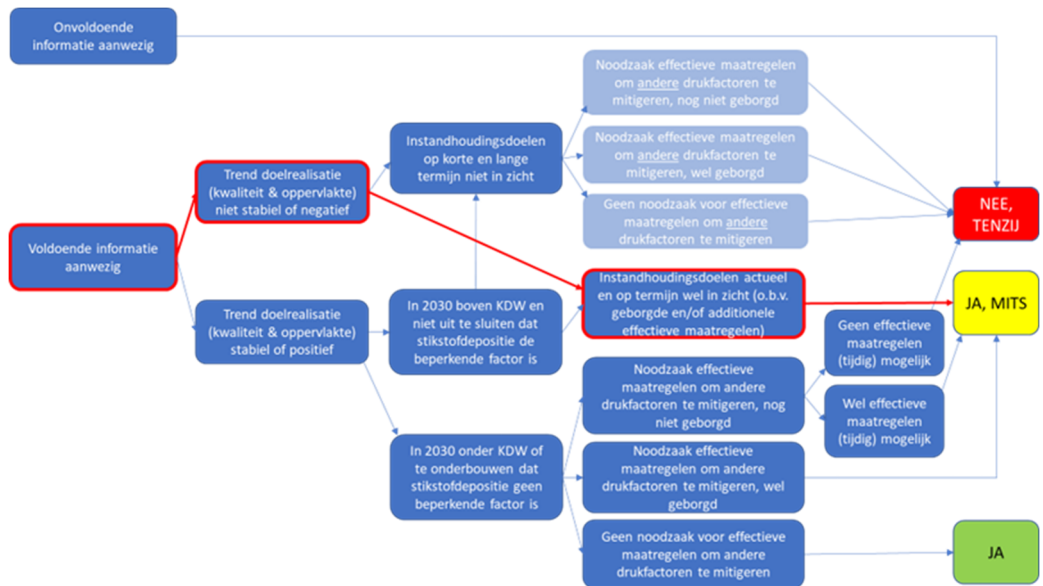 Onvoldoende
informatie aanwezig
Noodzaak effectieve maatregelen
om andere drukfactoren te
mitigeren, nog niet geborgd
Instandhoudingsdoelen
op korte en lange
termijn niet in zicht
Noodzaak effectieve maatregelen
om andere drukfactoren te
mitigeren, wel geborgd
Trend doelrealisatie
(kwaliteit & oppervlakte)
niet stabiel of negatief
Geen noodzaak voor effectieve
maatregelen om andere
drukfactoren te mitigeren
NEE,
TENZIJ
Voldoende informatie
aanwezig
Instandhoudingsdoelen actueel
en op termijn wel in zicht (o.b.v.
geborgde en/of additionele
effectieve maatregelen)
JA, MITS
Trend doelrealisatie
(kwaliteit & oppervlakte)
stabiel of positief
In 2030 boven KDW en
niet uit te sluiten dat
stikstofdepositie de
beperkende factor is
Geen effectieve
maatregelen
(tijdig) mogelijk
Noodzaak effectieve
maatregelen om andere
drukfactoren te mitigeren, nog
niet geborgd
Wel effectieve
maatregelen
(tijdig) mogelijk
In 2030 onder KDW of
te onderbouwen dat
stikstofdepositie geen
beperkende factor is
Noodzaak effectieve
maatregelen om andere
drukfactoren te mitigeren, wel
geborgd
Geen noodzaak voor effectieve
maatregelen om andere
drukfactoren te mitigeren
JA